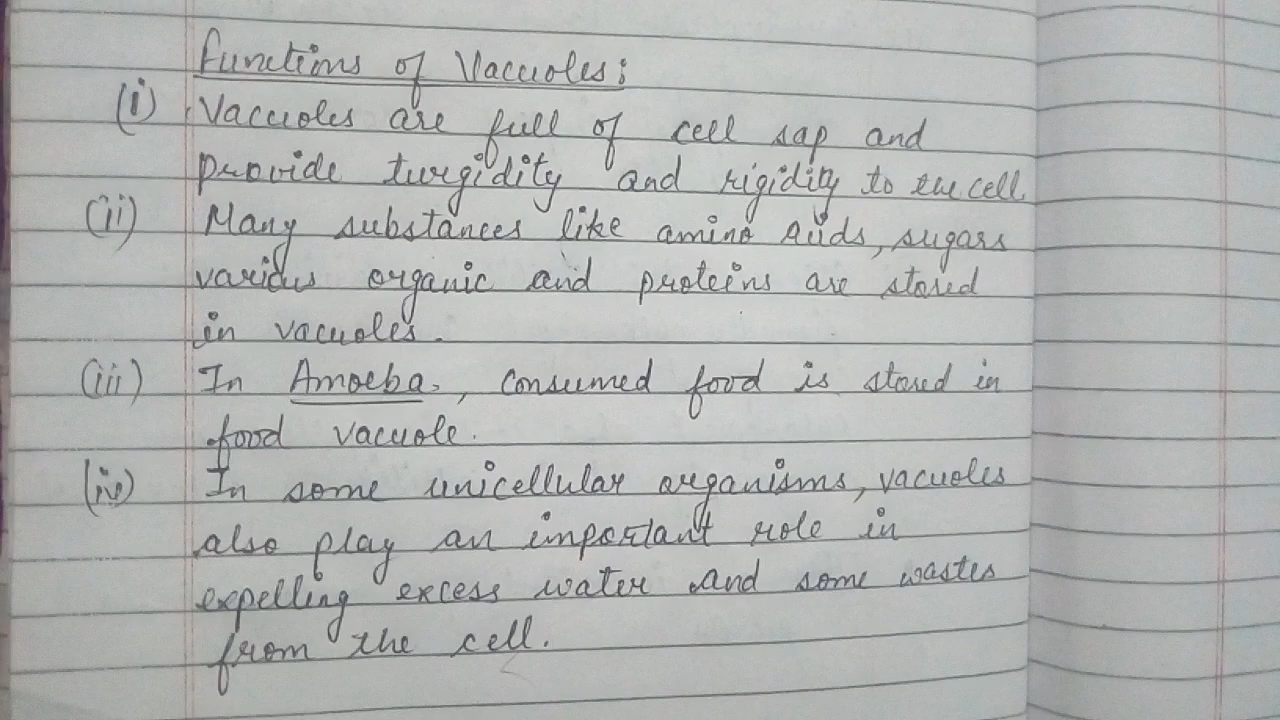 Functions of Vacuoles:
(i) Vacuoles are full of cell sap and
provide turgidity and rigidity to the cell.
(ii) Many substances like amino acids, sugars
various organic and proteins are stored
in vacuoles.
(iii) In Amoeba, consumed food is stored in
food vacuole.
(iv) In some unicellular organisms, vacuoles
also play an important role in
expelling excess water and some wastes
from the cell.